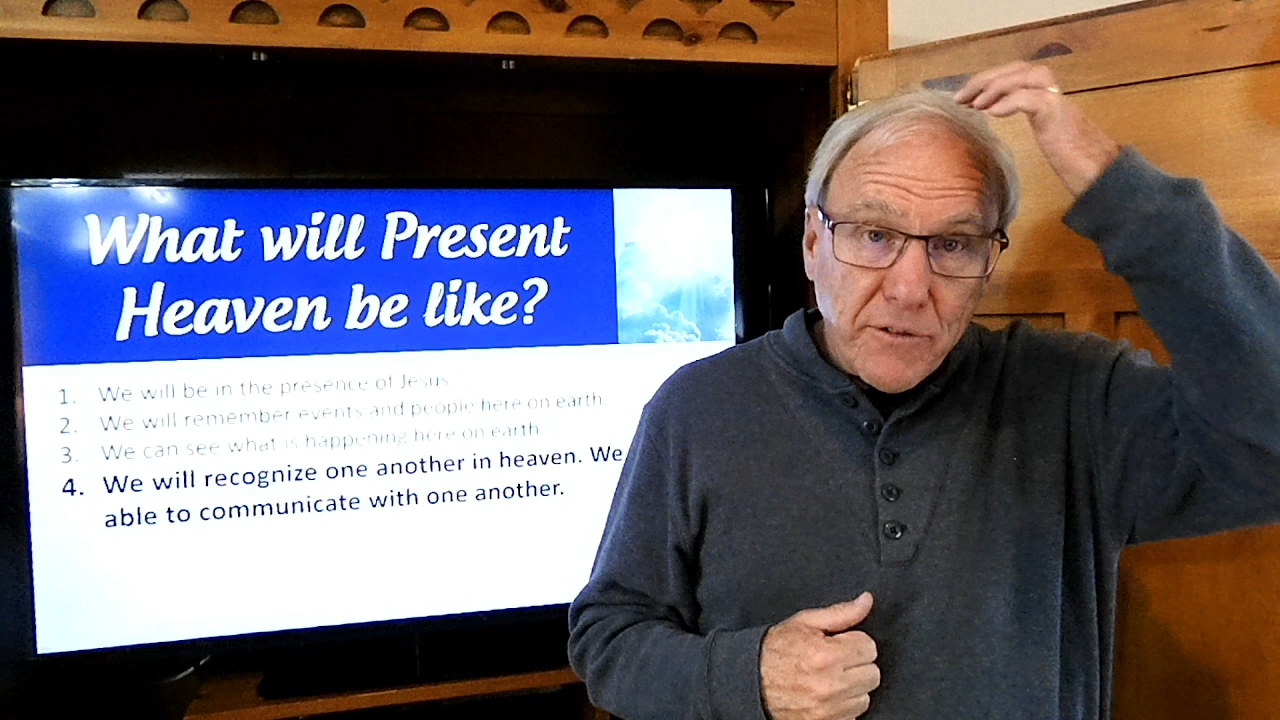 What will Present
Heaven be like?
1. We will be in the presence of Jesus
2. We will remember events and people here on earth.
3. We can see what is happening here on earth
4. We will recognize one another in heaven. We
able to communicate with one another.